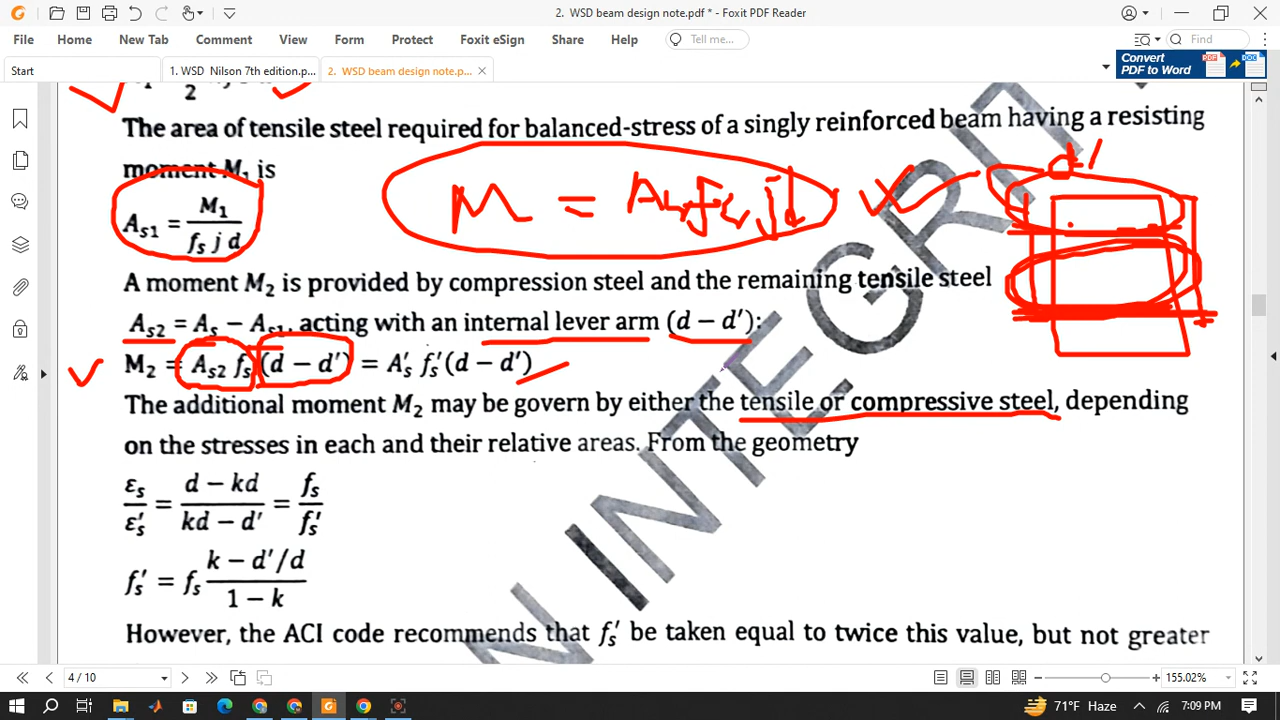 2. WSD beam design note.pdf * - Foxit PDF Reader
File Home New Tab Comment View Form Protect Foxit eSign Share Help Tell me... Find
Start 1. WSD Nilson 7th edition.p... 2. WSD beam design note.p...
Convert
PDF to Word
2
The area of tensile steel required for balanced-stress of a singly reinforced beam having a resisting
moment M₁ is
A_s1 = M₁ / f_s j d
M = As fs jd
d'
A moment M₂ is provided by compression steel and the remaining tensile steel
A_s2 = A_s − A_s1, acting with an internal lever arm (d − d′):
M₂ = A_s2 f_s (d − d′) = A′_s f′_s (d − d′)
The additional moment M₂ may be govern by either the tensile or compressive steel, depending
on the stresses in each and their relative areas. From the geometry
ε_s / ε′_s = d − kd / kd − d′ = f_s / f′_s
f′_s = f_s k − d′/d / 1 − k
However, the ACI code recommends that f′_s be taken equal to twice this value, but not greater
N INTEGR
4 / 10
155.02%
71°F Haze
7:09 PM